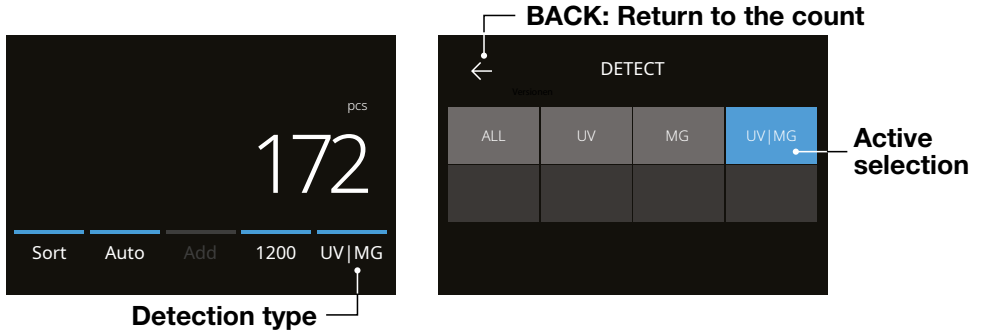 BACK: Return to the count
pcs
172
Sort Auto Add 1200 UV|MG
Detection type
DETECT
Versionen
ALL UV MG UV|MG
Active
selection